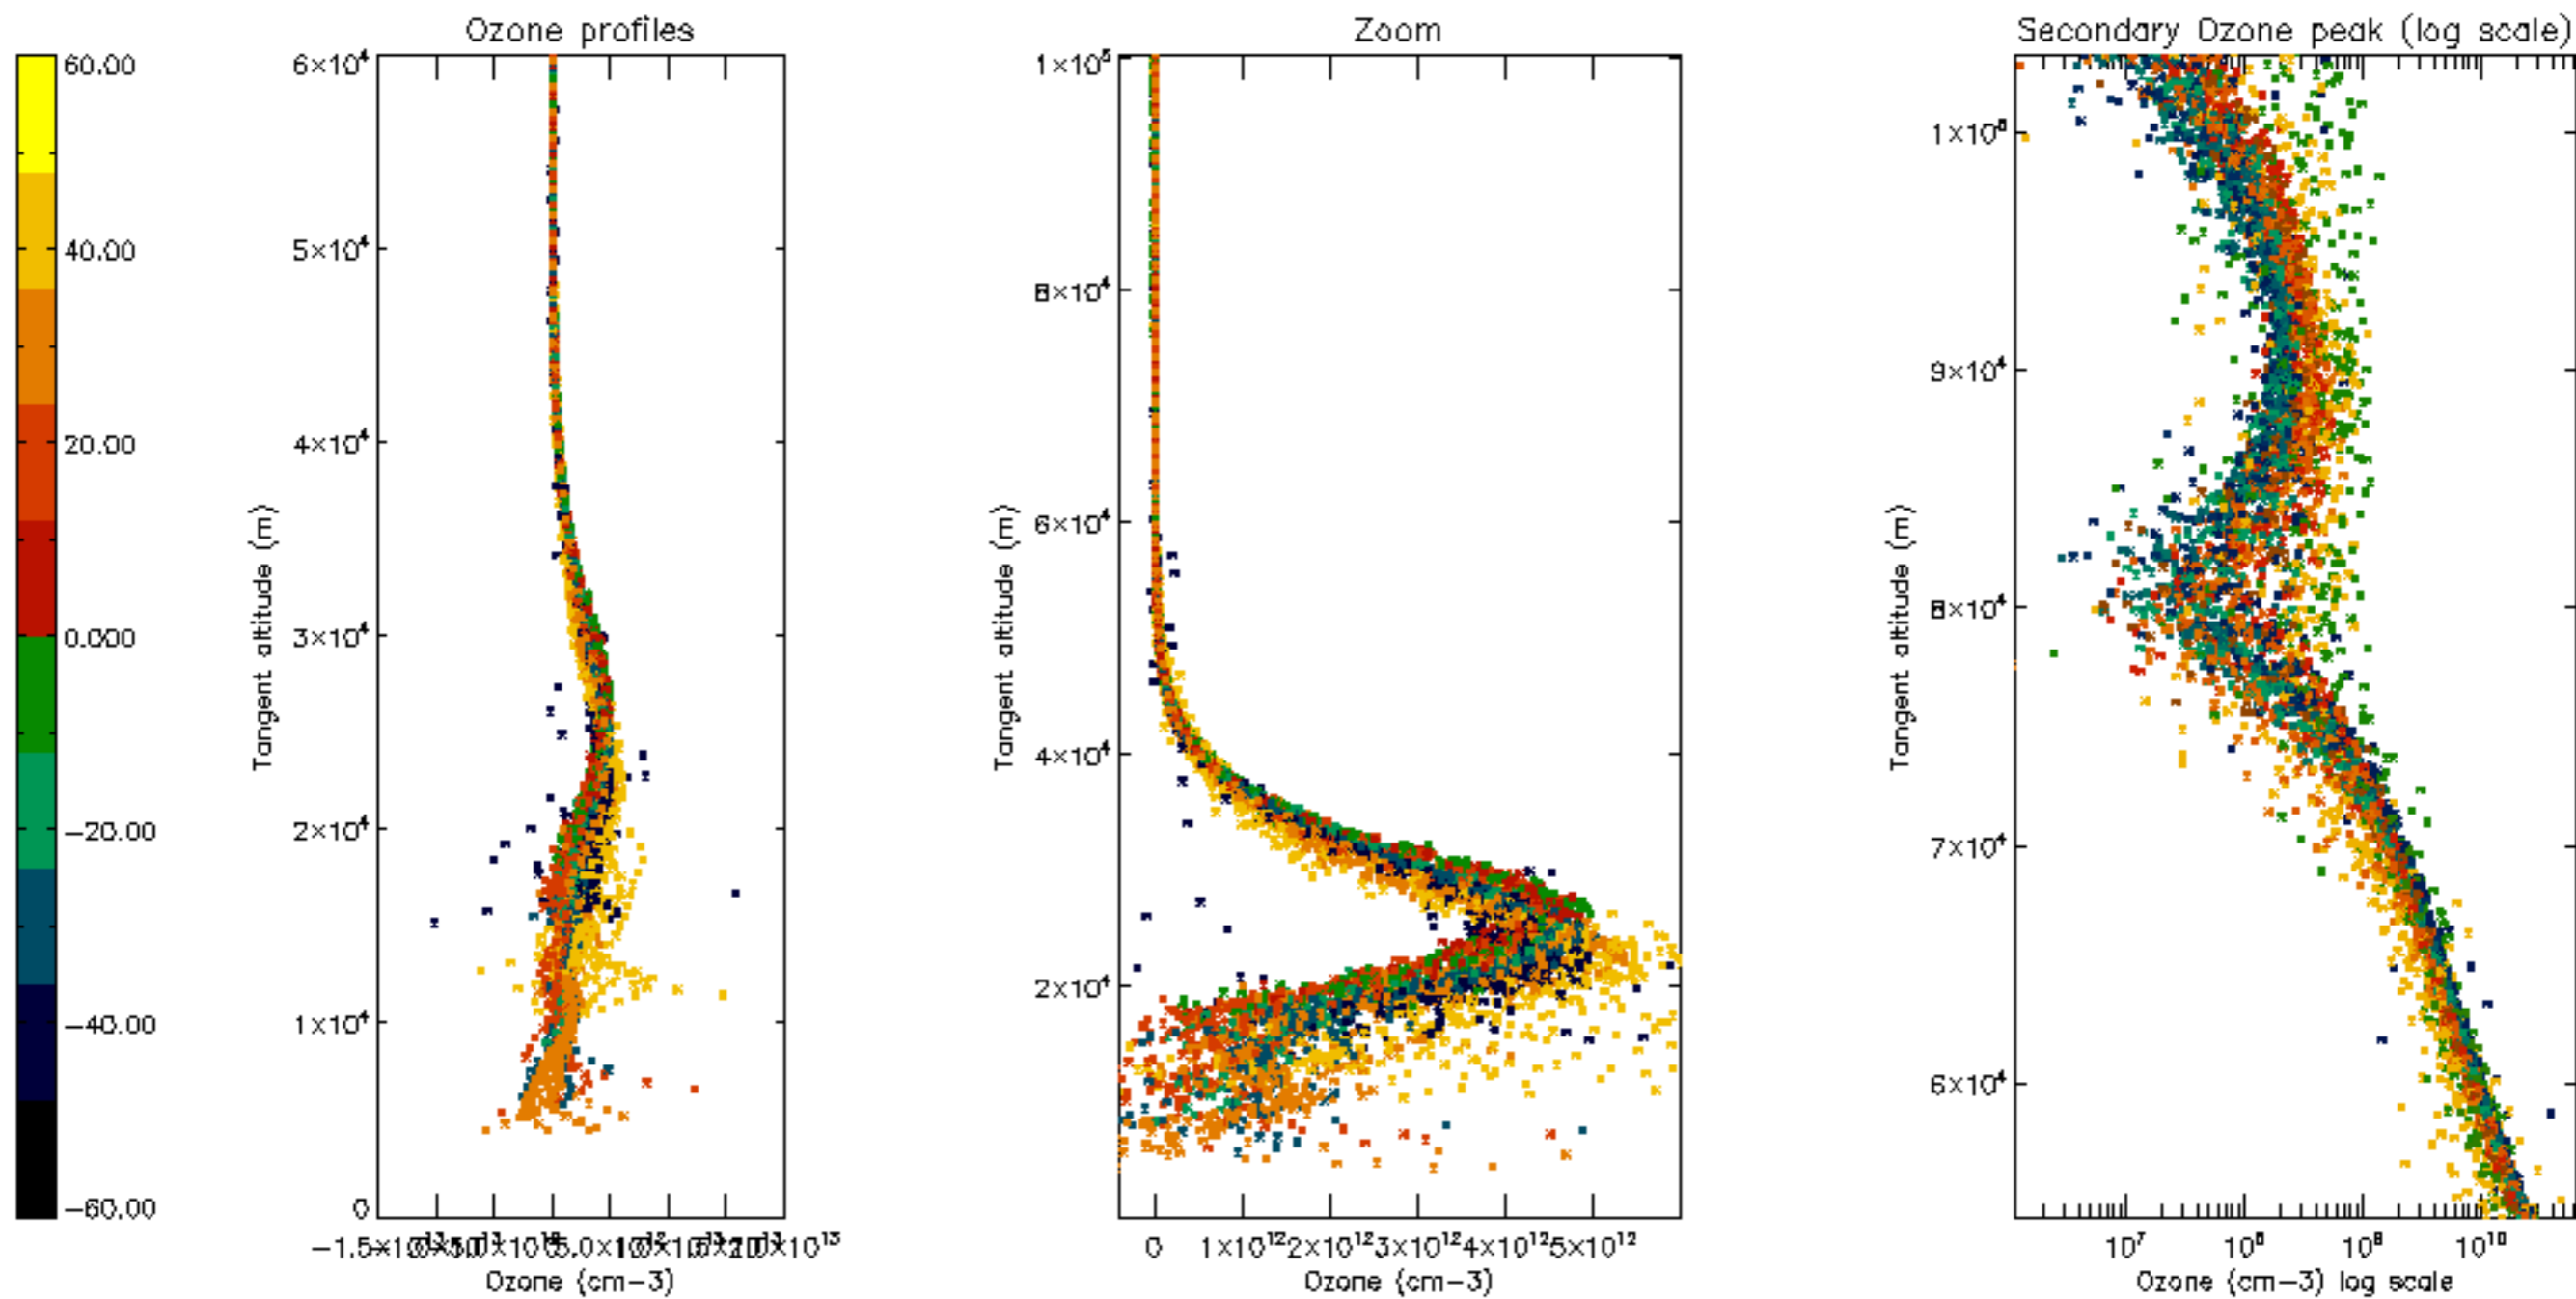 Ozone profiles
Zoom
Secondary Ozone peak (log scale)
60.00
40.00
20.00
0.000
−20.00
−40.00
−60.00
Tangent altitude (m)
6×10⁴
5×10⁴
4×10⁴
3×10⁴
2×10⁴
1×10⁴
0
Ozone (cm−3)
Tangent altitude (m)
1×10⁵
8×10⁴
6×10⁴
4×10⁴
2×10⁴
0 1×10¹² 2×10¹² 3×10¹² 4×10¹² 5×10¹²
Ozone (cm−3)
Tangent altitude (m)
1×10⁵
9×10⁴
8×10⁴
7×10⁴
6×10⁴
10⁷ 10⁸ 10⁹ 10¹⁰
Ozone (cm−3) log scale